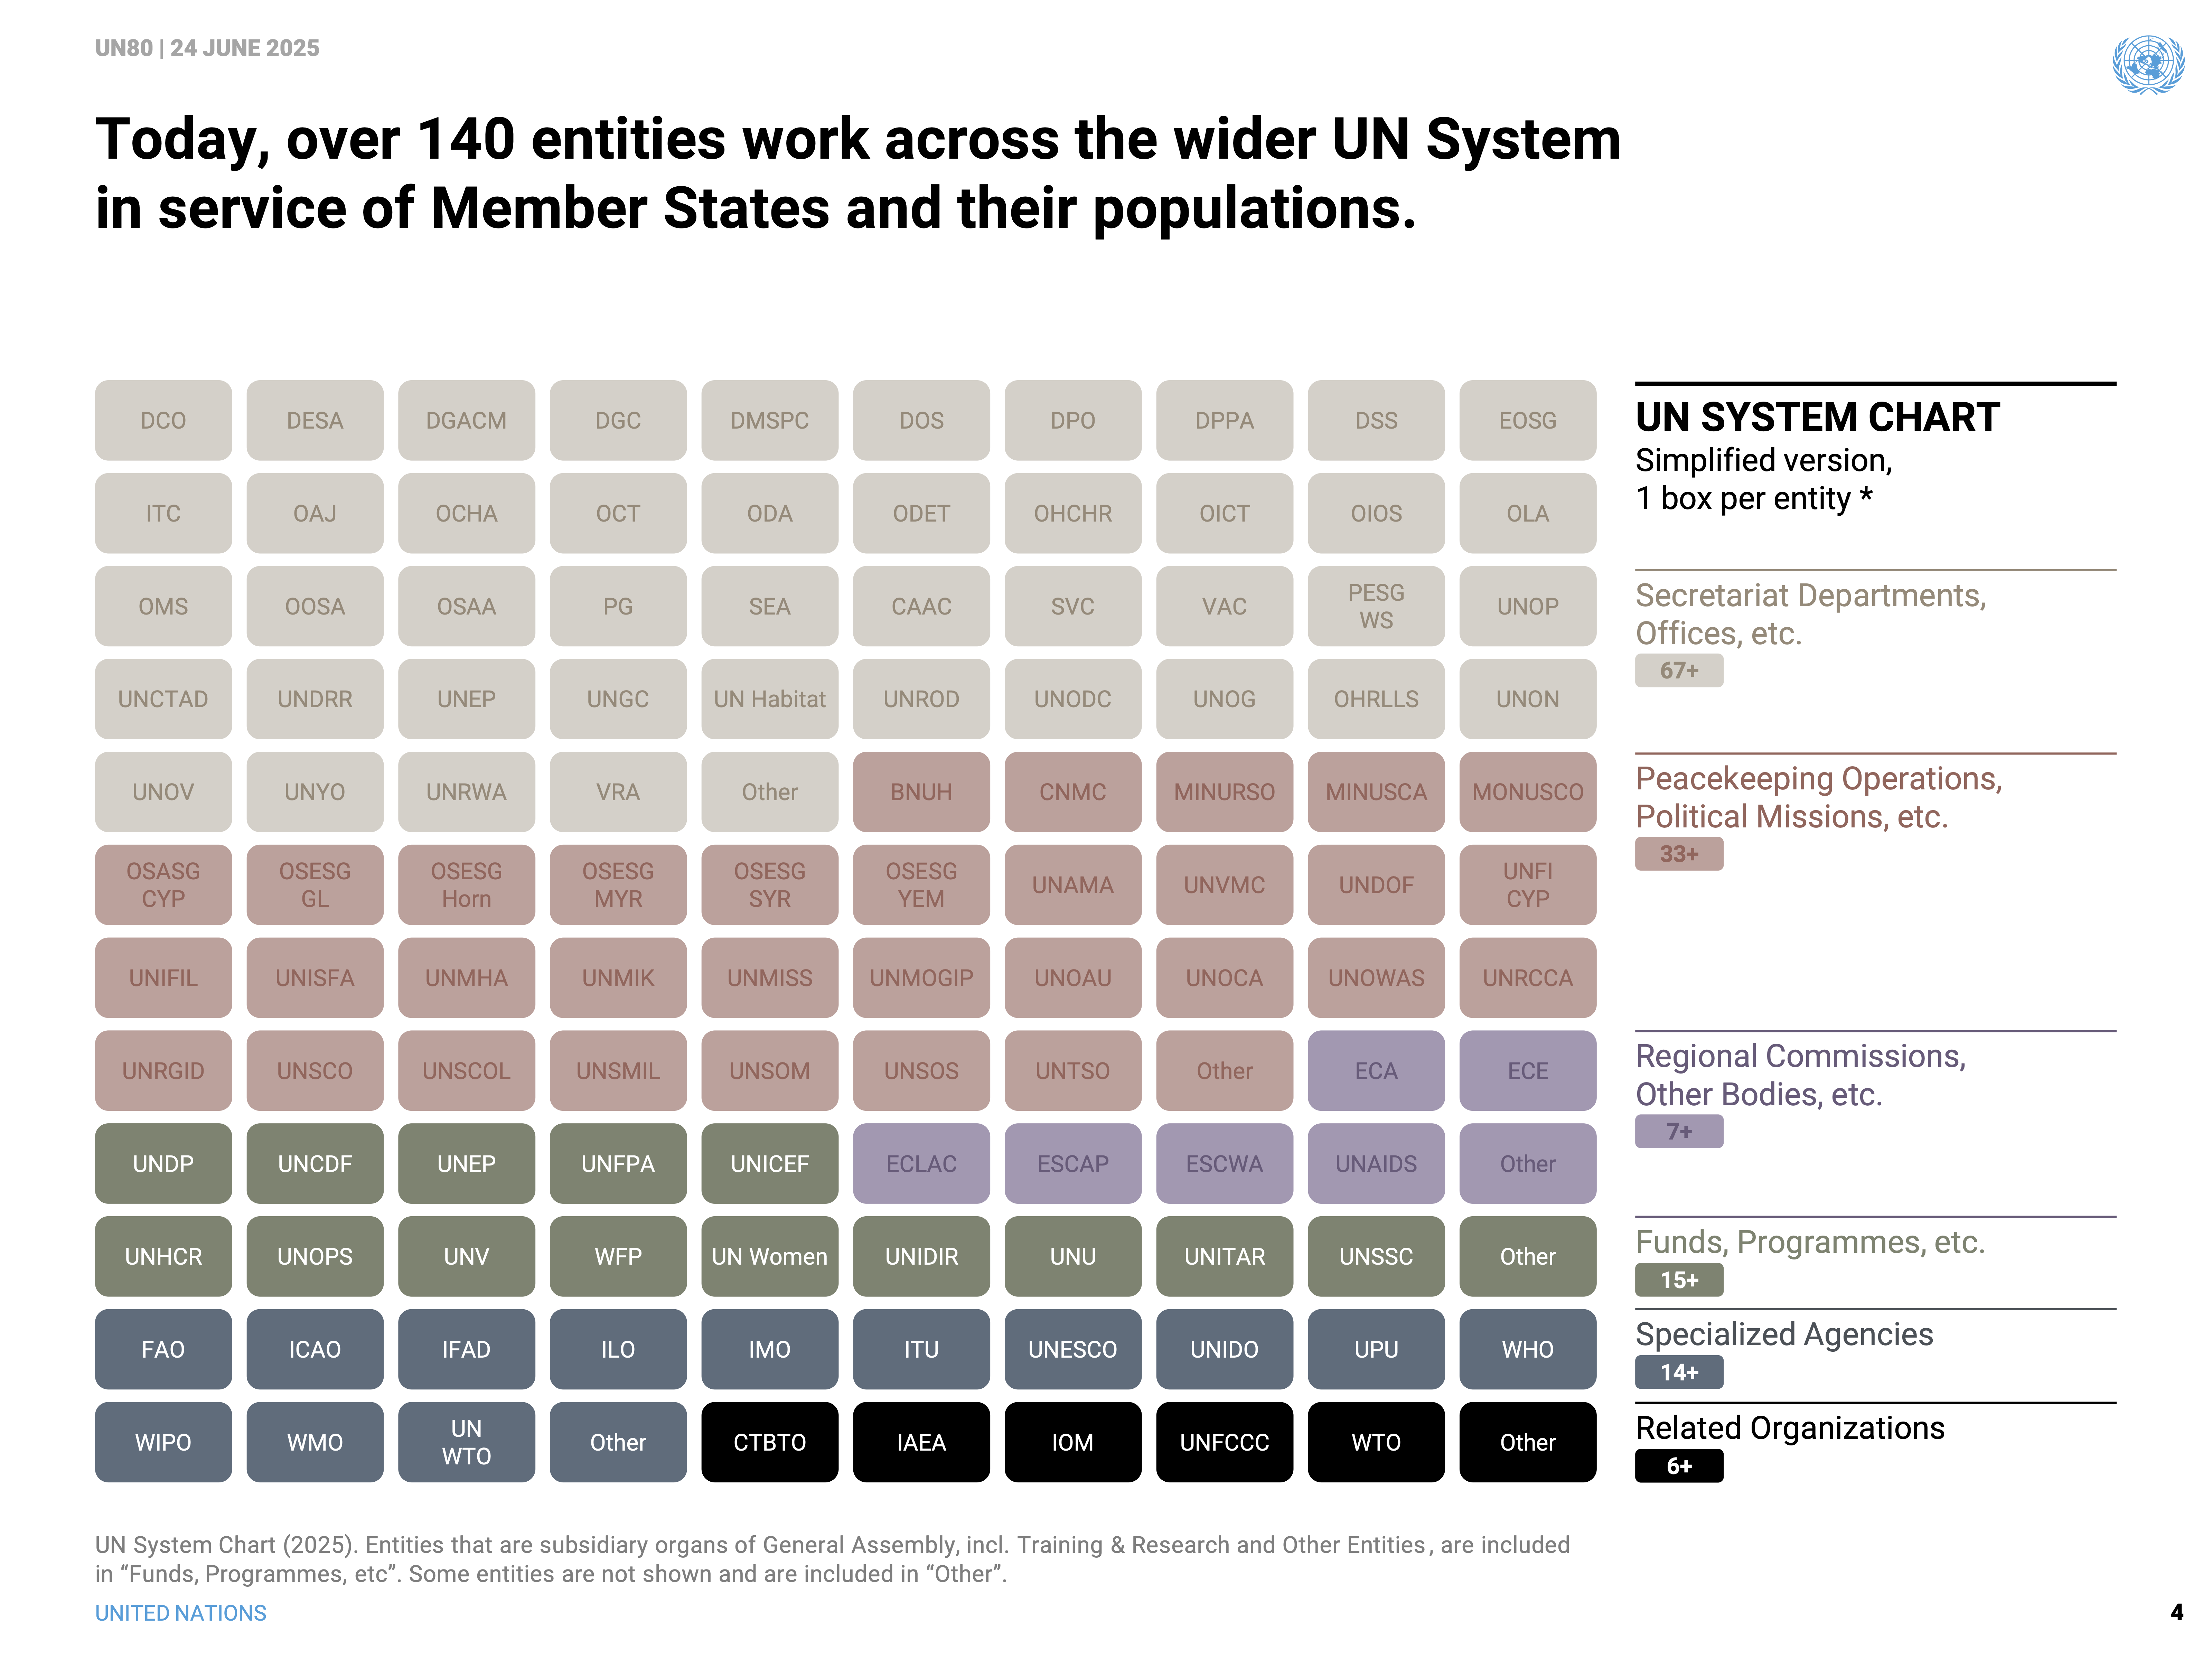 UN80 | 24 JUNE 2025
Today, over 140 entities work across the wider UN System
in service of Member States and their populations.
DCO DESA DGACM DGC DMSPC DOS DPO DPPA DSS EOSG
ITC OAJ OCHA OCT ODA ODET OHCHR OICT OIOS OLA
OMS OOSA OSAA PG SEA CAAC SVC VAC PESG WS UNOP
UNCTAD UNDRR UNEP UNGC UN Habitat UNROD UNODC UNOG OHRLLS UNON
UNOV UNYO UNRWA VRA Other BNUH CNMC MINURSO MINUSCA MONUSCO
OSASG CYP OSESG GL OSESG Horn OSESG MYR OSESG SYR OSESG YEM UNAMA UNVMC UNDOF UNFI CYP
UNIFIL UNISFA UNMHA UNMIK UNMISS UNMOGIP UNOAU UNOCA UNOWAS UNRCCA
UNRGID UNSCO UNSCOL UNSMIL UNSOM UNSOS UNTSO Other ECA ECE
UNDP UNCDF UNEP UNFPA UNICEF ECLAC ESCAP ESCWA UNAIDS Other
UNHCR UNOPS UNV WFP UN Women UNIDIR UNU UNITAR UNSSC Other
FAO ICAO IFAD ILO IMO ITU UNESCO UNIDO UPU WHO
WIPO WMO UN WTO Other CTBTO IAEA IOM UNFCCC WTO Other
UN SYSTEM CHART
Simplified version,
1 box per entity *
Secretariat Departments,
Offices, etc.
67+
Peacekeeping Operations,
Political Missions, etc.
33+
Regional Commissions,
Other Bodies, etc.
7+
Funds, Programmes, etc.
15+
Specialized Agencies
14+
Related Organizations
6+
UN System Chart (2025). Entities that are subsidiary organs of General Assembly, incl. Training & Research and Other Entities, are included
in “Funds, Programmes, etc”. Some entities are not shown and are included in “Other”.
UNITED NATIONS
4